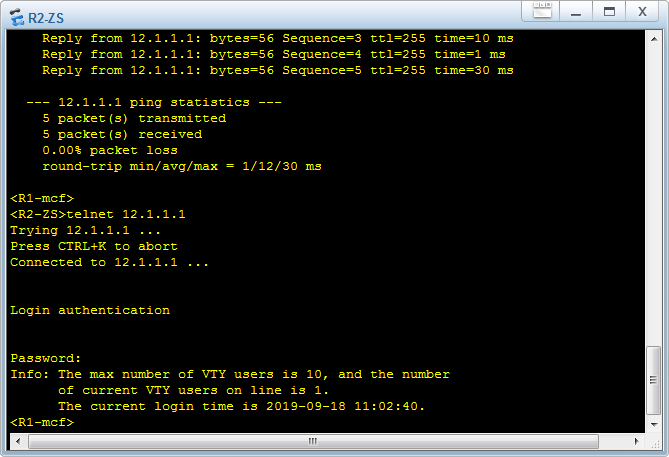 R2-ZS
X
Reply from 12.1.1.1: bytes=56 Sequence=3 ttl=255 time=10 ms
Reply from 12.1.1.1: bytes=56 Sequence=4 ttl=255 time=1 ms
Reply from 12.1.1.1: bytes=56 Sequence=5 ttl=255 time=30 ms
--- 12.1.1.1 ping statistics ---
5 packet(s) transmitted
5 packet(s) received
0.00% packet loss
round-trip min/avg/max = 1/12/30 ms
<R1-mcf>
<R2-ZS>telnet 12.1.1.1
Trying 12.1.1.1 ...
Press CTRL+K to abort
Connected to 12.1.1.1 ...
Login authentication
Password:
Info: The max number of VTY users is 10, and the number
of current VTY users on line is 1.
The current login time is 2019-09-18 11:02:40.
<R1-mcf>